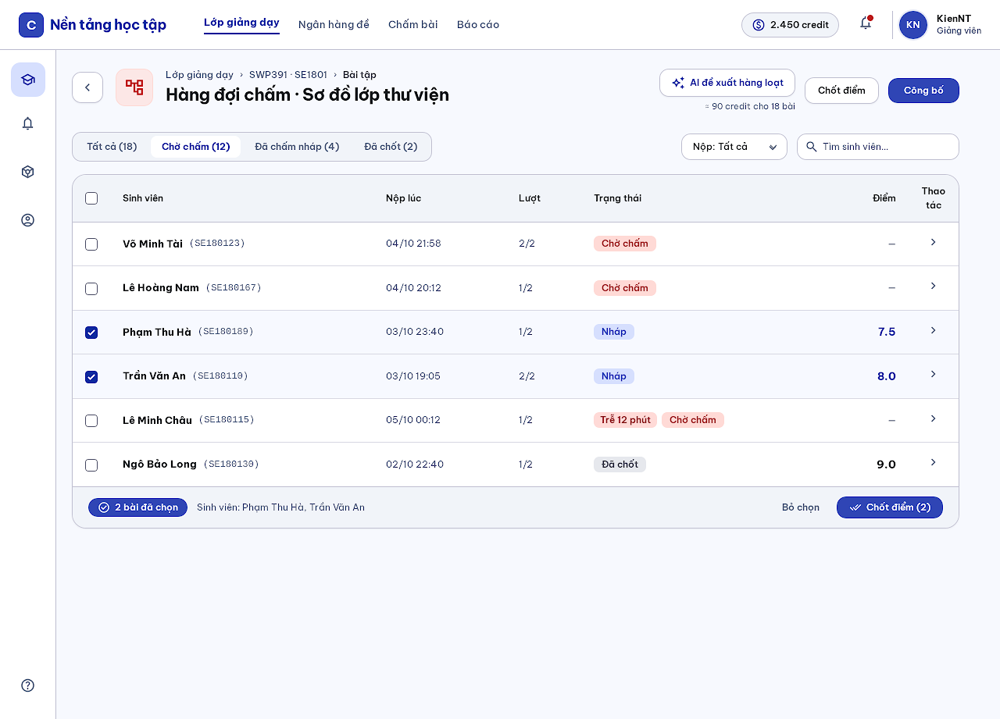 C Nền tảng học tập Lớp giảng dạy Ngân hàng đề Chấm bài Báo cáo 2.450 credit KN KienNT
Giảng viên
Lớp giảng dạy › SWP391 · SE1801 › Bài tập
Hàng đợi chấm · Sơ đồ lớp thư viện
AI đề xuất hàng loạt
≈ 90 credit cho 18 bài
Chốt điểm
Công bố
Tất cả (18) Chờ chấm (12) Đã chấm nháp (4) Đã chốt (2) Nộp: Tất cả Tìm sinh viên...
Sinh viên Nộp lúc Lượt Trạng thái Điểm Thao tác
Võ Minh Tài (SE180123) 04/10 21:58 2/2 Chờ chấm —
Lê Hoàng Nam (SE180167) 04/10 20:12 1/2 Chờ chấm —
Phạm Thu Hà (SE180189) 03/10 23:40 1/2 Nháp 7.5
Trần Văn An (SE180110) 03/10 19:05 2/2 Nháp 8.0
Lê Minh Châu (SE180115) 05/10 00:12 1/2 Trễ 12 phút Chờ chấm —
Ngô Bảo Long (SE180130) 02/10 22:40 1/2 Đã chốt 9.0
2 bài đã chọn Sinh viên: Phạm Thu Hà, Trần Văn An Bỏ chọn Chốt điểm (2)